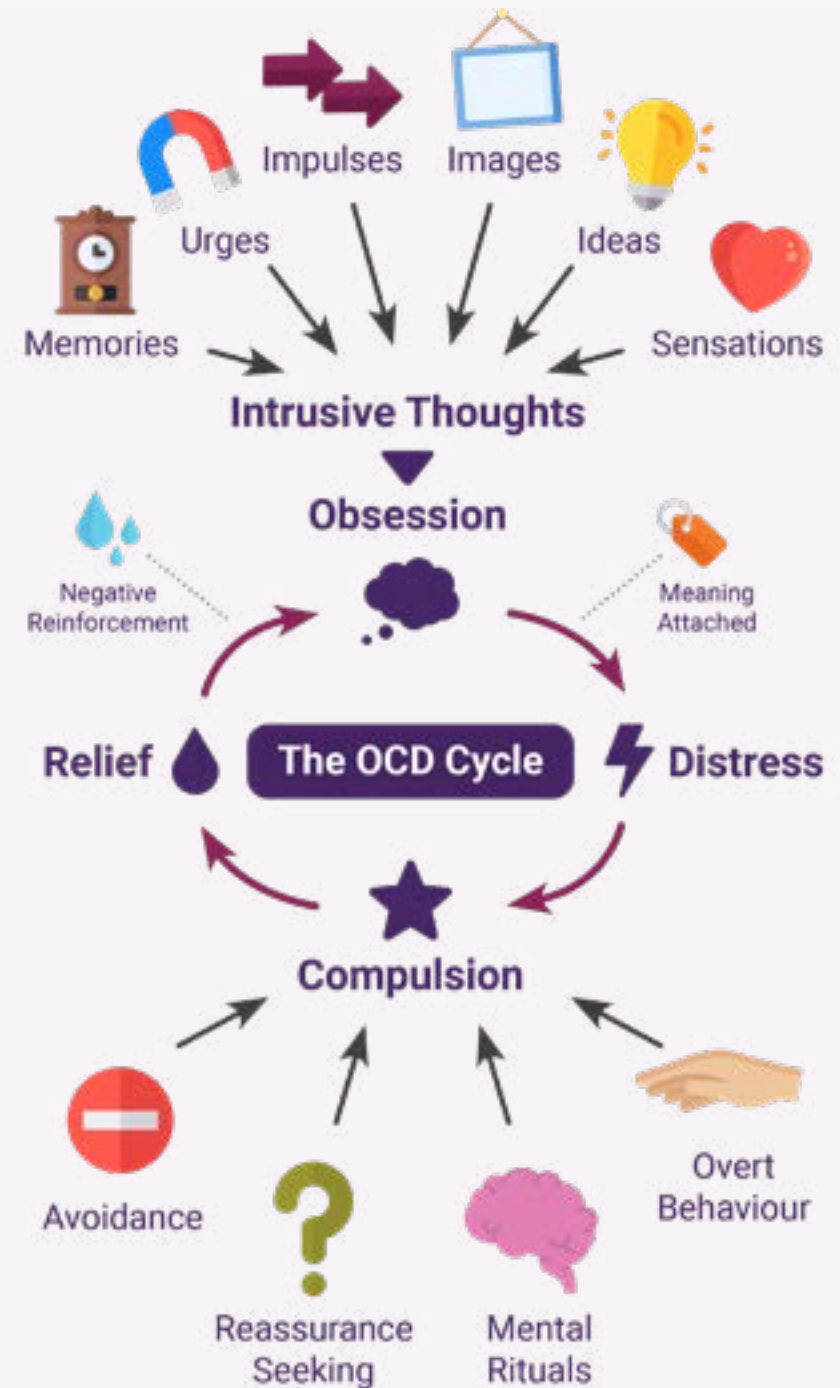 Impulses
Images
Urges
Ideas
Memories
Sensations
Intrusive Thoughts
Obsession
Negative
Reinforcement
Meaning
Attached
Relief
The OCD Cycle
Distress
Compulsion
Avoidance
Reassurance
Seeking
Mental
Rituals
Overt
Behaviour